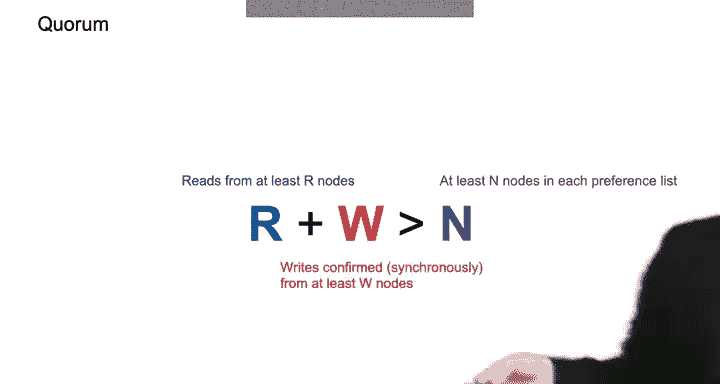 Quorum
Reads from at least R nodes
At least N nodes in each preference list
R + W > N
Writes confirmed (synchronously)
from at least W nodes